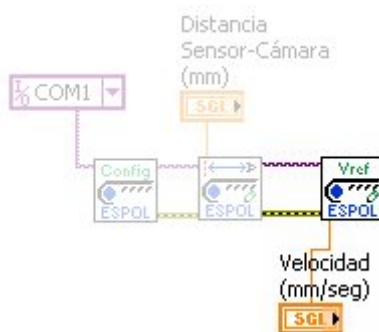 Distancia
Sensor-Cámara
(mm)
I/O COM1
SGL
Config
ESPOL
ESPOL
Vref
ESPOL
Velocidad
(mm/seg)
SGL